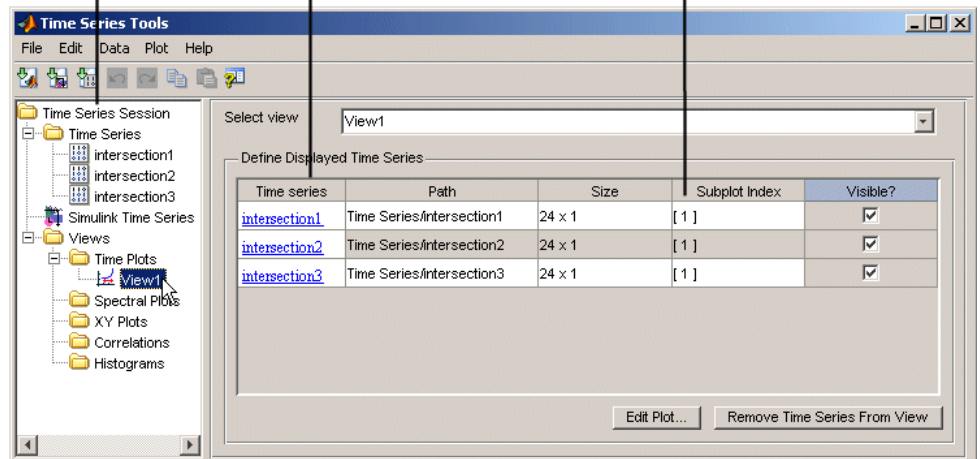 Time Series Tools
File Edit Data Plot Help
Time Series Session
Time Series
intersection1
intersection2
intersection3
Simulink Time Series
Views
Time Plots
View1
Spectral Plots
XY Plots
Correlations
Histograms
Select view View1
Define Displayed Time Series
Time series Path Size Subplot Index Visible?
intersection1 Time Series/intersection1 24 x 1 [ 1 ]
intersection2 Time Series/intersection2 24 x 1 [ 1 ]
intersection3 Time Series/intersection3 24 x 1 [ 1 ]
Edit Plot... Remove Time Series From View